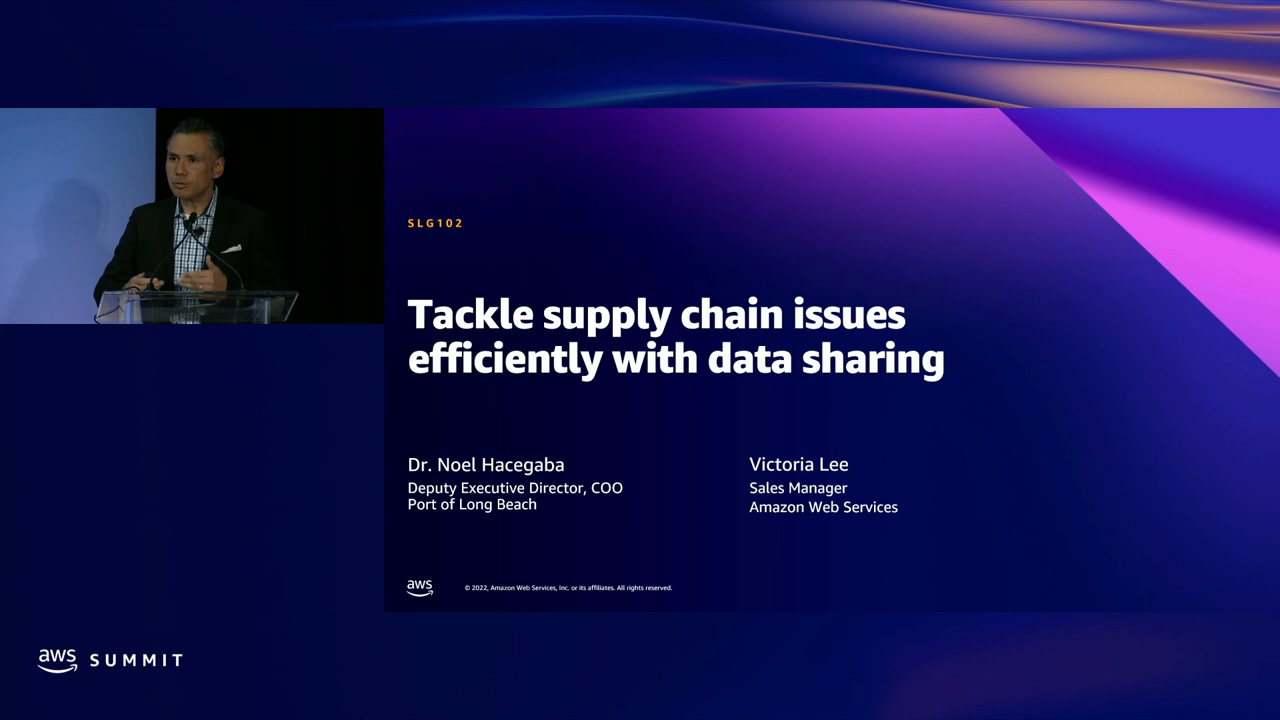 SLG102
Tackle supply chain issues
efficiently with data sharing
Dr. Noel Hacegaba
Deputy Executive Director, COO
Port of Long Beach
Victoria Lee
Sales Manager
Amazon Web Services
aws
© 2022, Amazon Web Services, Inc. or its affiliates. All rights reserved.
aws SUMMIT